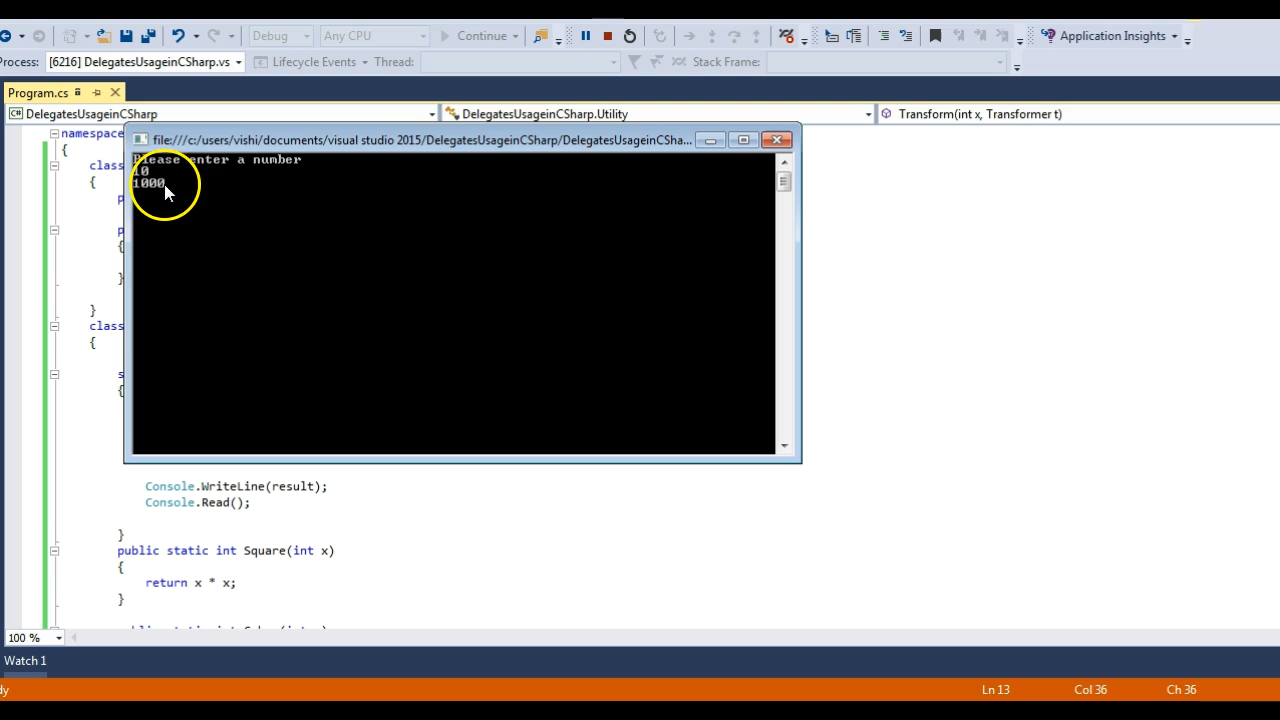 Debug Any CPU Continue Application Insights
Process: [6216] DelegatesUsageinCSharp.vs Lifecycle Events Thread: Stack Frame:
Program.cs
C# DelegatesUsageinCSharp DelegatesUsageinCSharp.Utility Transform(int x, Transformer t)
namespace
{
file:///c:/users/vishi/documents/visual studio 2015/DelegatesUsageinCSharp/DelegatesUsageinCSha...
Please enter a number
10
1000
class
{
p
p
{
}
}
class
{
s
{
Console.WriteLine(result);
Console.Read();
}
public static int Square(int x)
{
return x * x;
}
100 %
Watch 1
Ln 13 Col 36 Ch 36